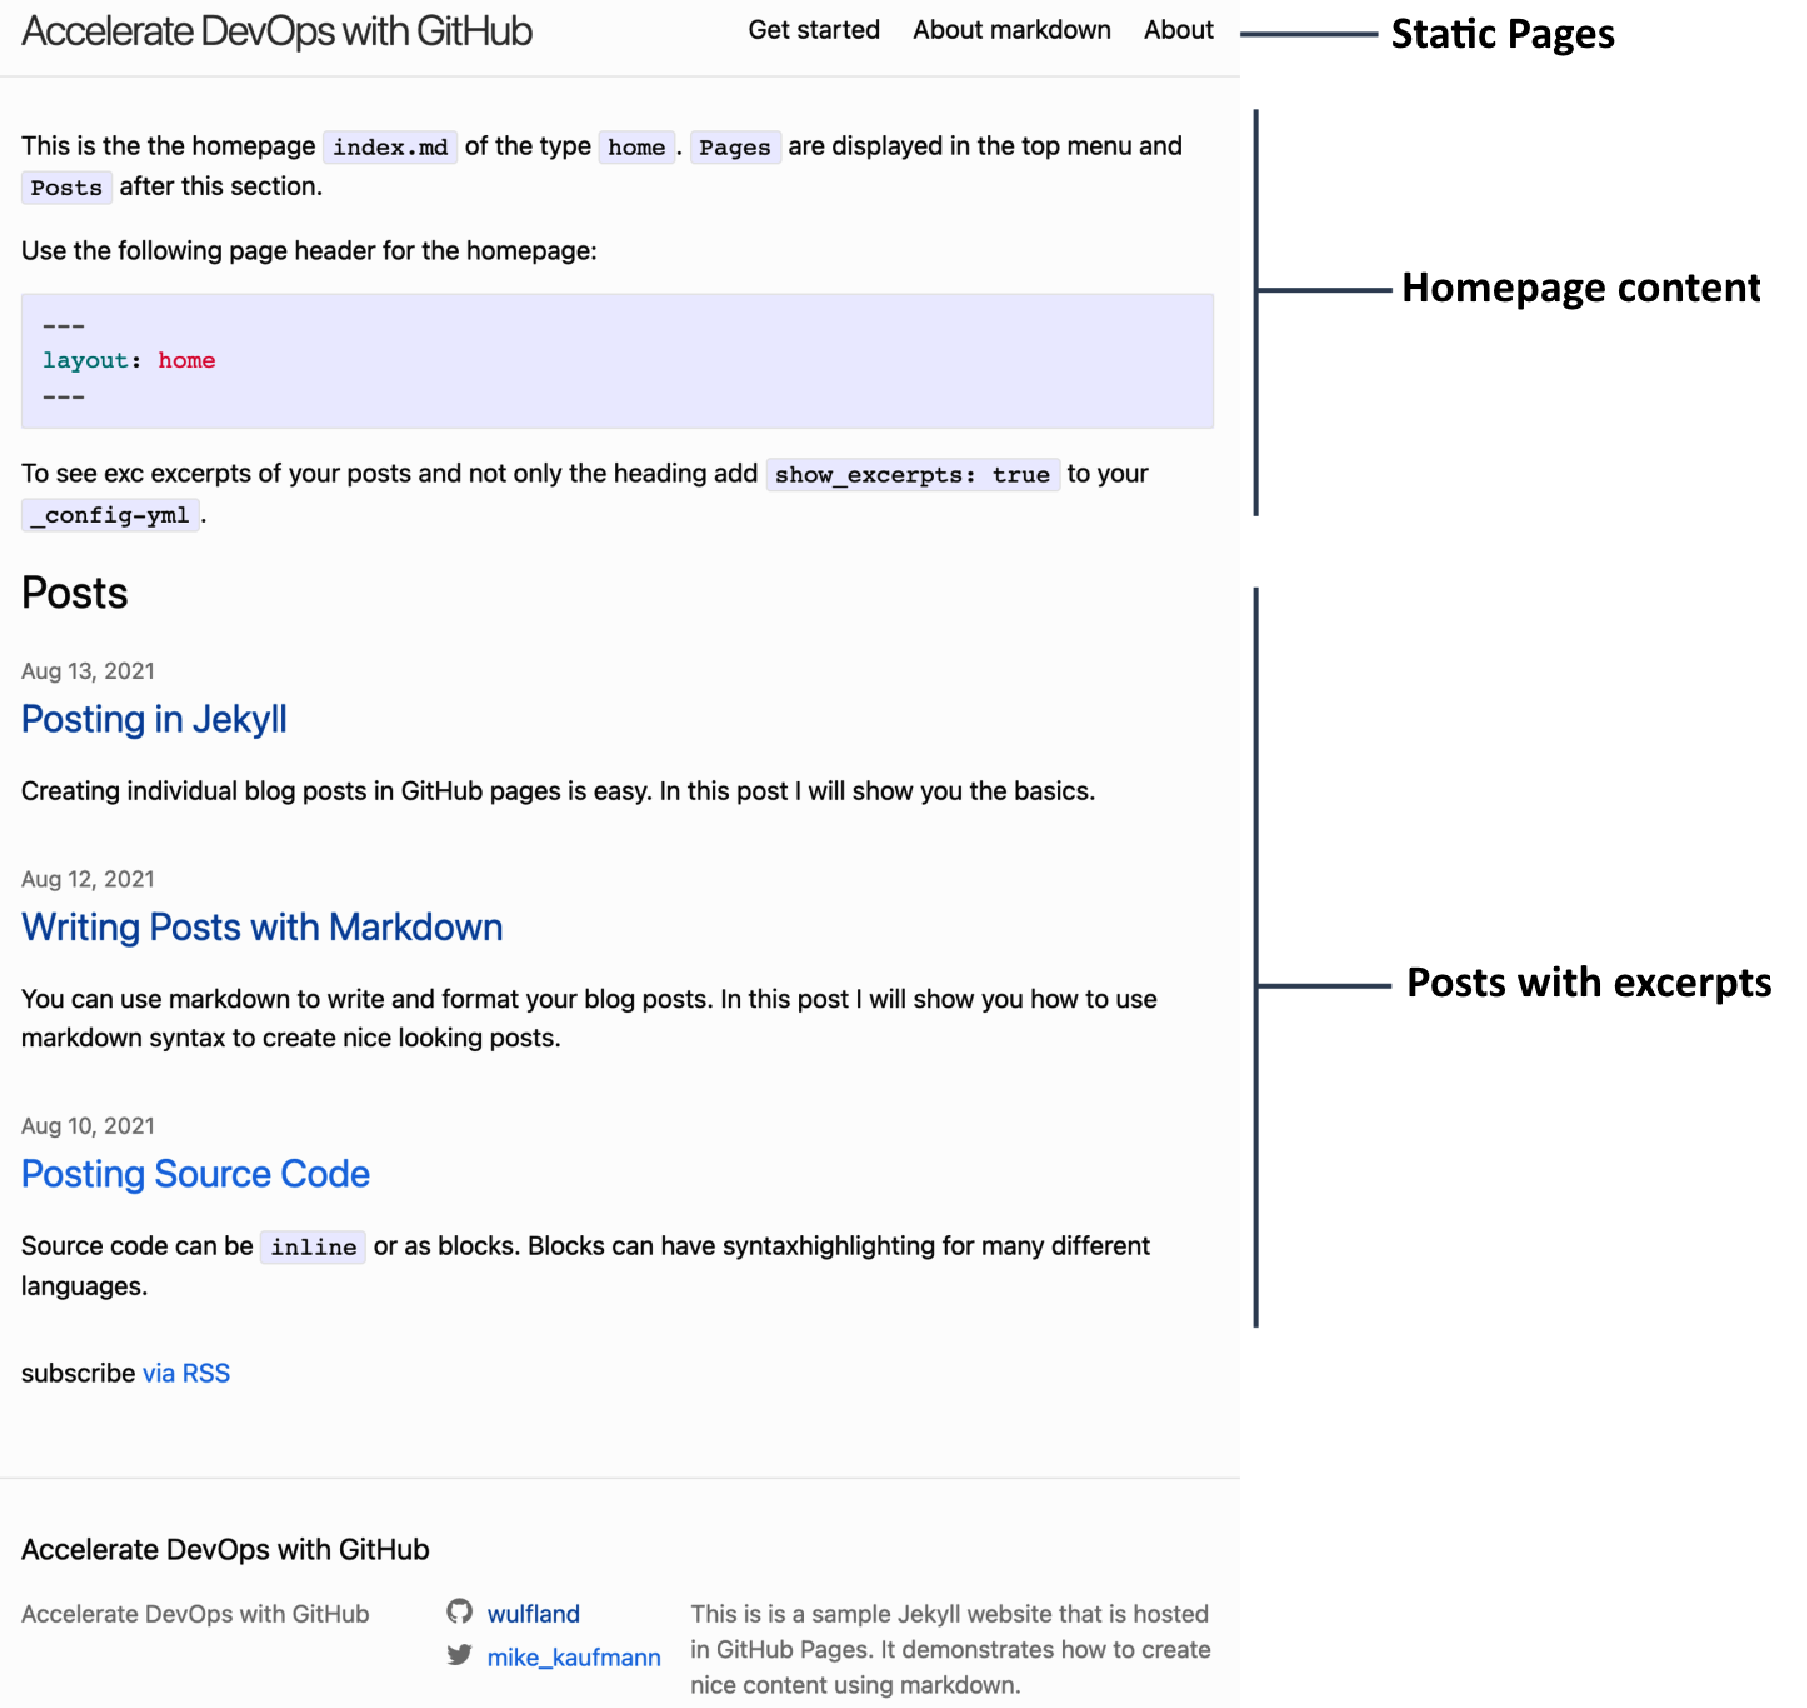 Accelerate DevOps with GitHub
Get started About markdown About
Static Pages
This is the the homepage index.md of the type home. Pages are displayed in the top menu and
Posts after this section.
Use the following page header for the homepage:
---
layout: home
---
Homepage content
To see exc excerpts of your posts and not only the heading add show_excerpts: true to your
_config-yml.
Posts
Aug 13, 2021
Posting in Jekyll
Creating individual blog posts in GitHub pages is easy. In this post I will show you the basics.
Aug 12, 2021
Writing Posts with Markdown
You can use markdown to write and format your blog posts. In this post I will show you how to use
markdown syntax to create nice looking posts.
Posts with excerpts
Aug 10, 2021
Posting Source Code
Source code can be inline or as blocks. Blocks can have syntaxhighlighting for many different
languages.
subscribe via RSS
Accelerate DevOps with GitHub
Accelerate DevOps with GitHub
wulfland
mike_kaufmann
This is is a sample Jekyll website that is hosted
in GitHub Pages. It demonstrates how to create
nice content using markdown.